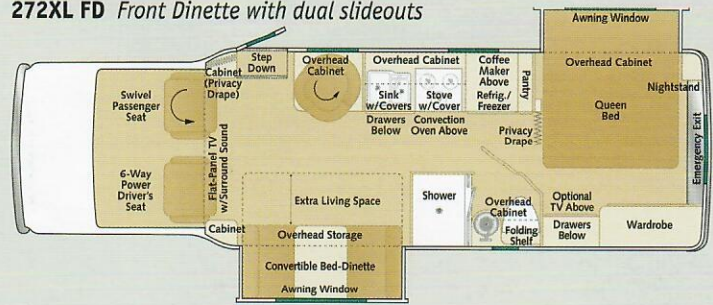 272XL FD Front Dinette with dual slideouts
Awning Window
Step
Down
Cabinet
(Privacy
Drape)
Overhead
Cabinet
Overhead Cabinet
Coffee
Maker
Above
Overhead Cabinet
Swivel
Passenger
Seat
Sink*
w/Covers
Stove
w/Cover
Refrig./
Freezer
Pantry
Nightstand
Queen
Bed
Drawers
Below
Convection
Oven Above
Privacy
Drape
Flat-Panel TV
w/Surround Sound
6-Way
Power
Driver's
Seat
Emergency Exit
Extra Living Space
Shower
Overhead
Cabinet
Optional
TV Above
Cabinet
Overhead Storage
Folding
Shelf
Drawers
Below
Wardrobe
Convertible Bed-Dinette
Awning Window